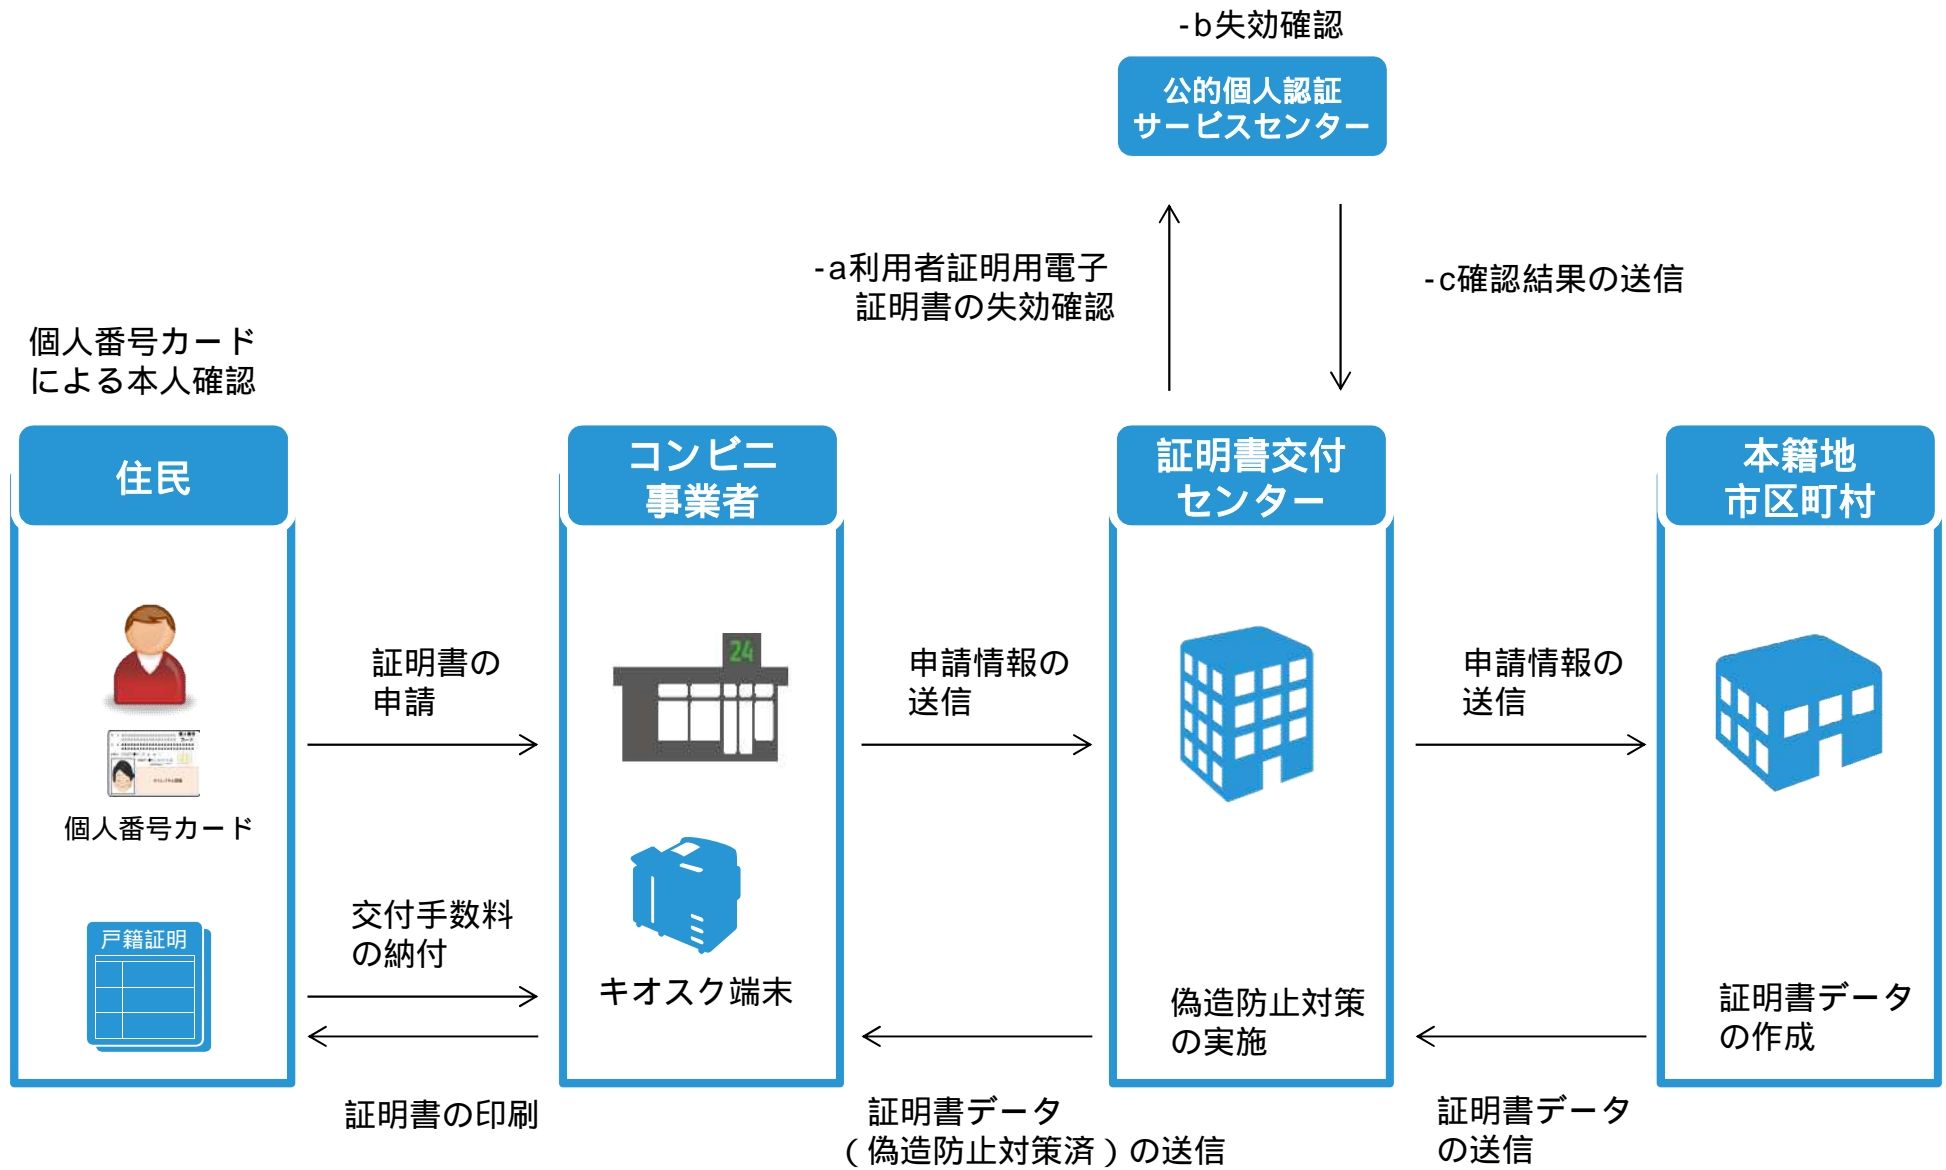 -b失効確認
公的個人認証
サービスセンター
-a利用者証明用電子
証明書の失効確認
-c確認結果の送信
個人番号カード
による本人確認
住民
コンビニ
事業者
証明書交付
センター
本籍地
市区町村
24
証明書の
申請
申請情報の
送信
申請情報の
送信
個人番号カード
戸籍証明
交付手数料
の納付
キオスク端末
偽造防止対策
の実施
証明書データ
の作成
証明書の印刷
証明書データ
(偽造防止対策済)の送信
証明書データ
の送信